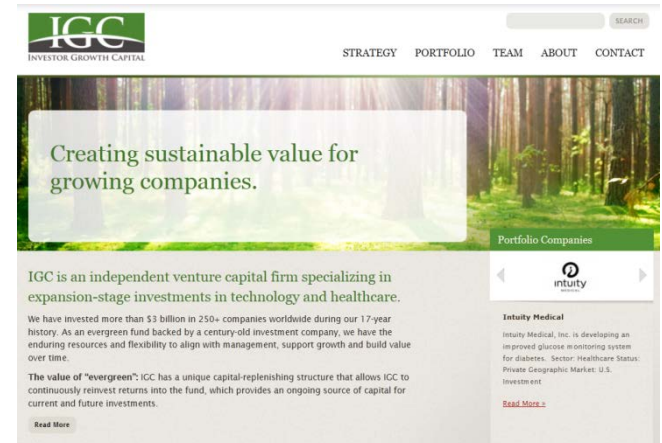 IGC
INVESTOR GROWTH CAPITAL
SEARCH
STRATEGY PORTFOLIO TEAM ABOUT CONTACT
Creating sustainable value for
growing companies.
Portfolio Companies
intuity
MEDICAL
IGC is an independent venture capital firm specializing in
expansion-stage investments in technology and healthcare.
We have invested more than $3 billion in 250+ companies worldwide during our 17-year
history. As an evergreen fund backed by a century-old investment company, we have the
enduring resources and flexibility to align with management, support growth and build value
over time.
The value of "evergreen": IGC has a unique capital-replenishing structure that allows IGC to
continuously reinvest returns into the fund, which provides an ongoing source of capital for
current and future investments.
Read More
Intuity Medical
Intuity Medical, Inc. is developing an
improved glucose monitoring system
for diabetes. Sector: Healthcare Status:
Private Geographic Market: U.S.
Investment
Read More »